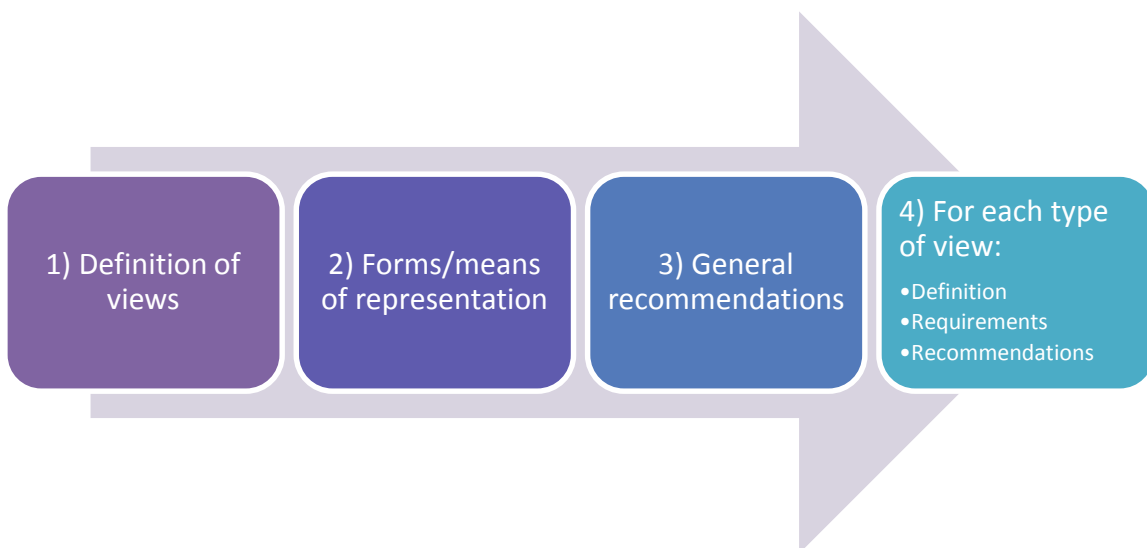 1) Definition of
views
2) Forms/means
of representation
3) General
recommendations
4) For each type
of view:
•Definition
•Requirements
•Recommendations